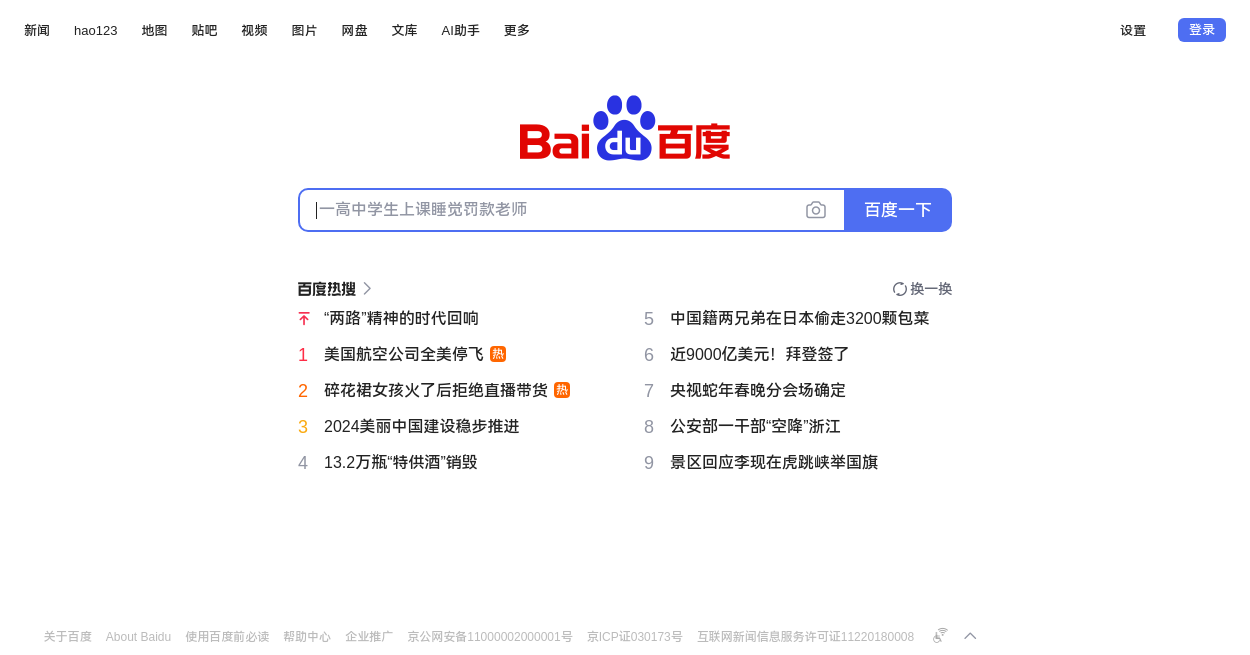 新闻 hao123 地图 贴吧 视频 图片 网盘 文库 AI助手 更多 设置 登录
Bai du 百度
一高中学生上课睡觉罚款老师 百度一下
百度热搜 换一换
“两路”精神的时代回响
1 美国航空公司全美停飞 热
2 碎花裙女孩火了后拒绝直播带货 热
3 2024美丽中国建设稳步推进
4 13.2万瓶“特供酒”销毁
5 中国籍两兄弟在日本偷走3200颗包菜
6 近9000亿美元！拜登签了
7 央视蛇年春晚分会场确定
8 公安部一干部“空降”浙江
9 景区回应李现在虎跳峡举国旗
关于百度 About Baidu 使用百度前必读 帮助中心 企业推广 京公网安备11000002000001号 京ICP证030173号 互联网新闻信息服务许可证11220180008